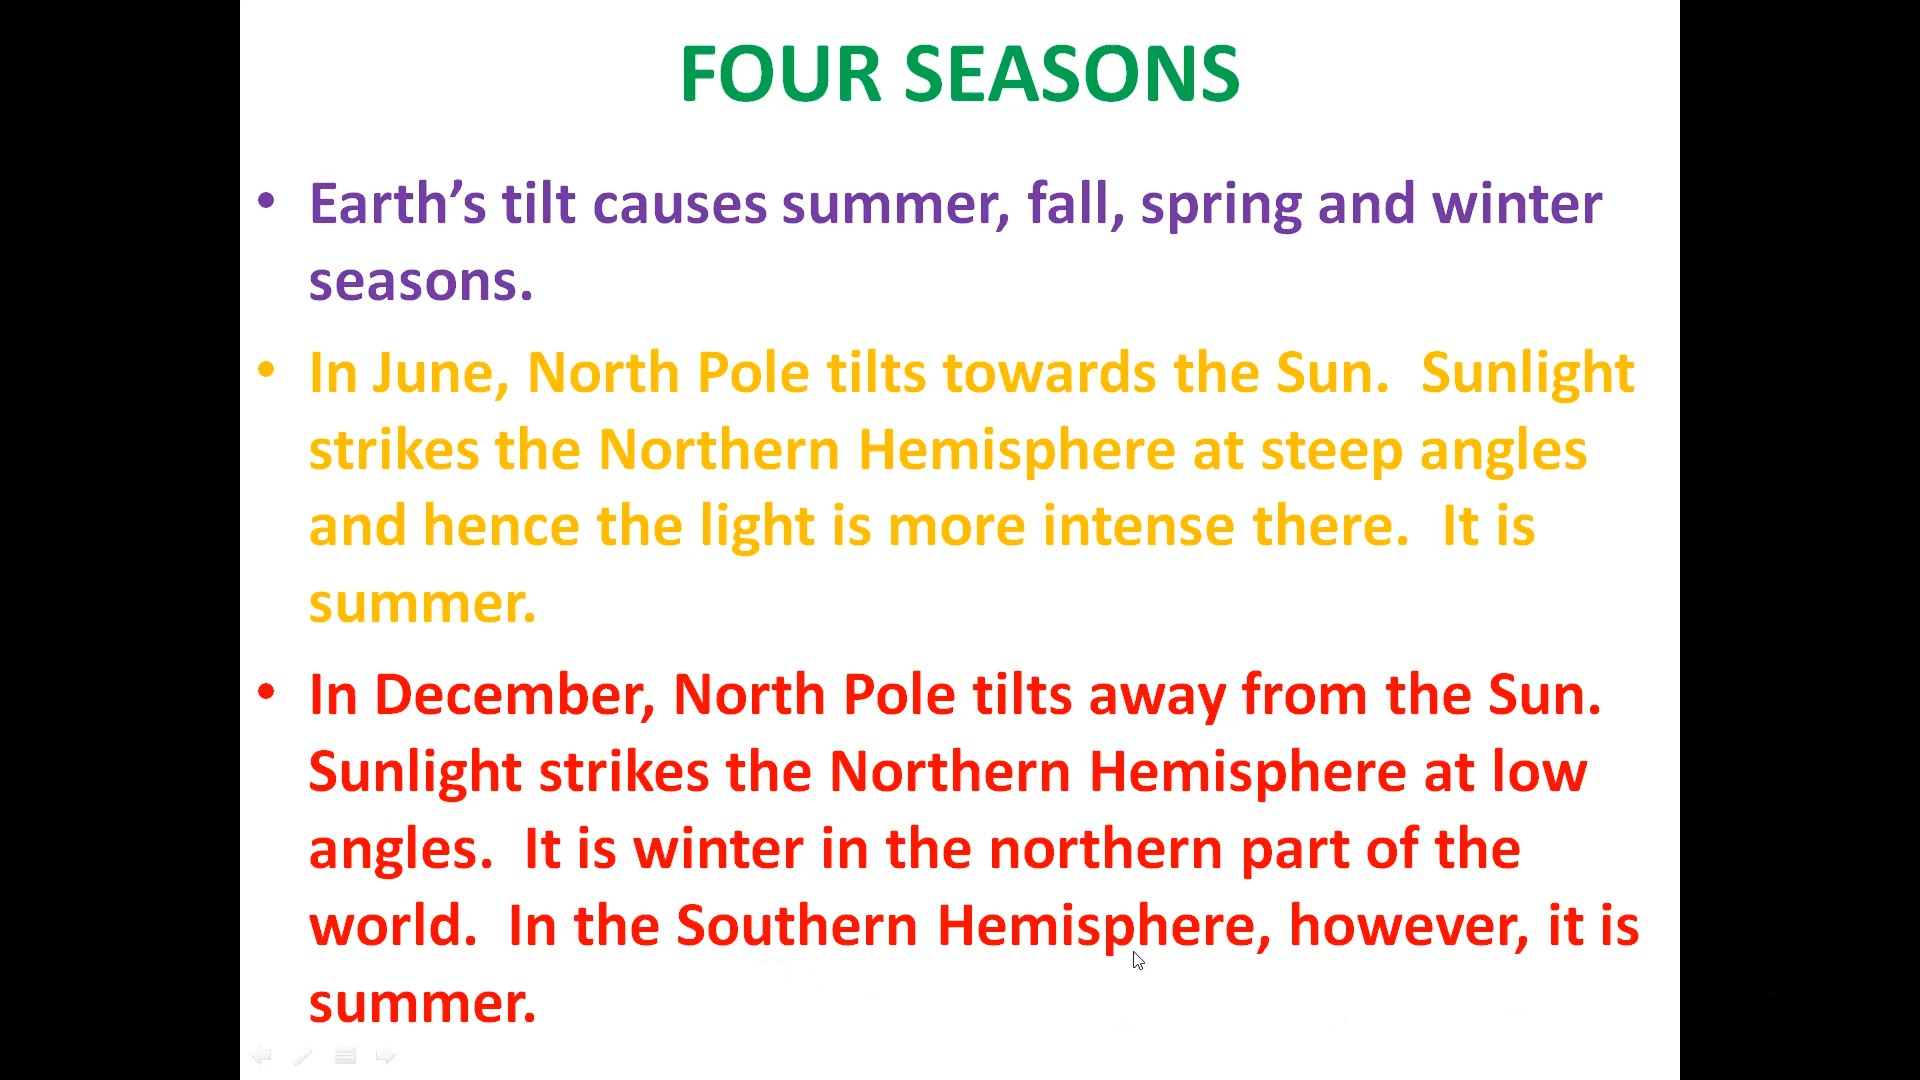 FOUR SEASONS
• Earth’s tilt causes summer, fall, spring and winter
seasons.
• In June, North Pole tilts towards the Sun.  Sunlight
strikes the Northern Hemisphere at steep angles
and hence the light is more intense there.  It is
summer.
• In December, North Pole tilts away from the Sun.
Sunlight strikes the Northern Hemisphere at low
angles.  It is winter in the northern part of the
world.  In the Southern Hemisphere, however, it is
summer.